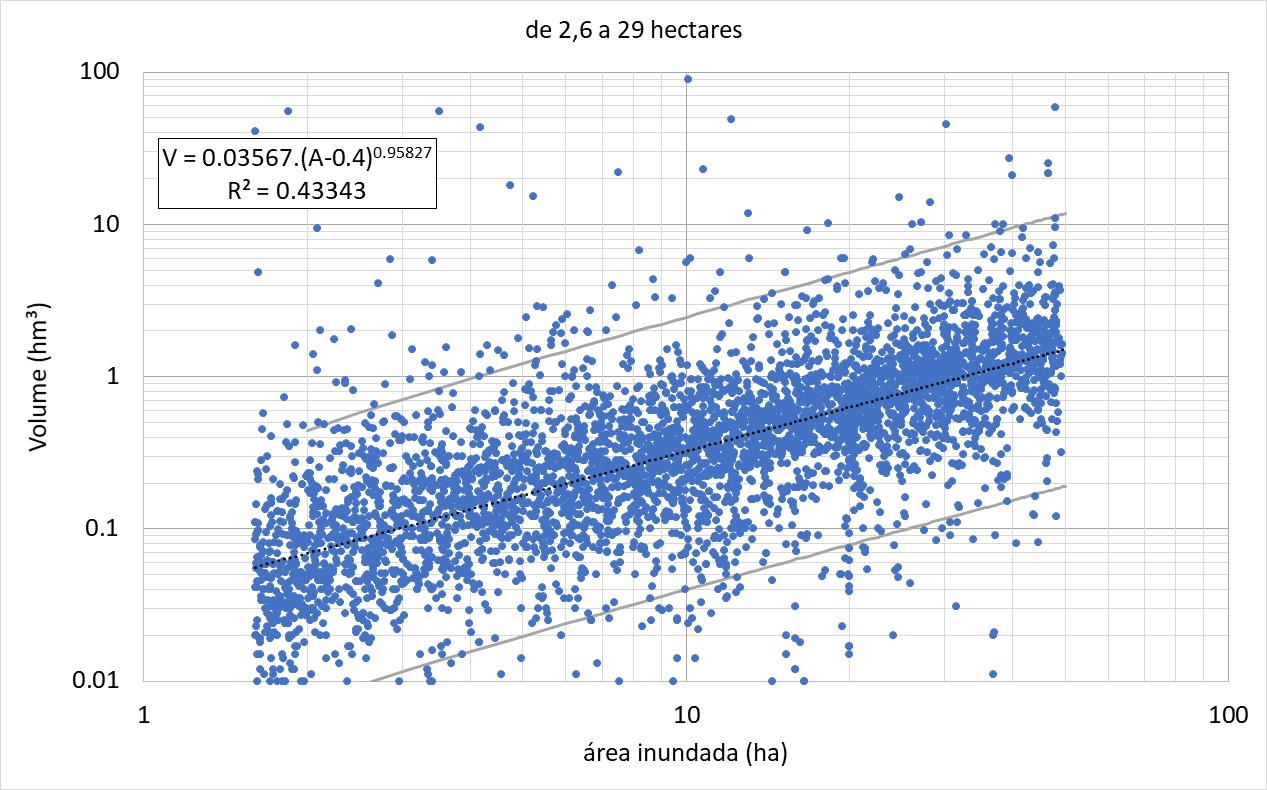 de 2,6 a 29 hectares
100
V = 0.03567.(A-0.4)^0.95827
R² = 0.43343
10
Volume (hm³)
1
0.1
0.01
1 10 100
área inundada (ha)